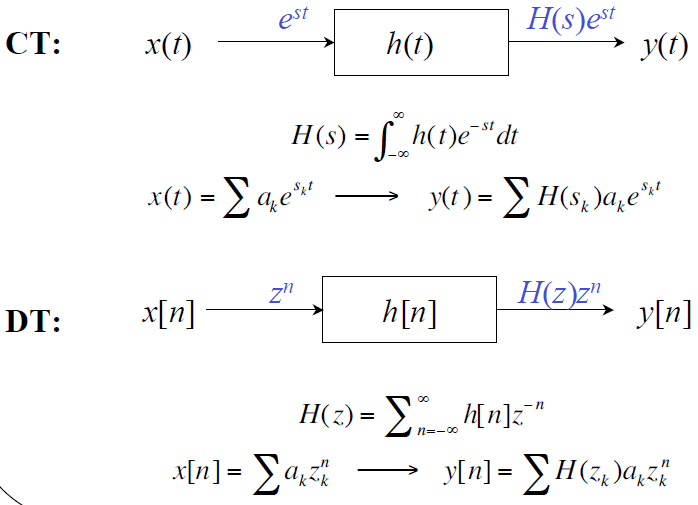 e^{st} H(s)e^{st}
CT: x(t) h(t) y(t)
H(s) = ∫_{-∞}^{∞} h(t)e^{-st}dt
x(t) = ∑ a_k e^{s_k t} ⟶ y(t) = ∑ H(s_k)a_k e^{s_k t}
z^n H(z)z^n
DT: x[n] h[n] y[n]
H(z) = ∑_{n=-∞}^{∞} h[n]z^{-n}
x[n] = ∑ a_k z_k^n ⟶ y[n] = ∑ H(z_k)a_k z_k^n